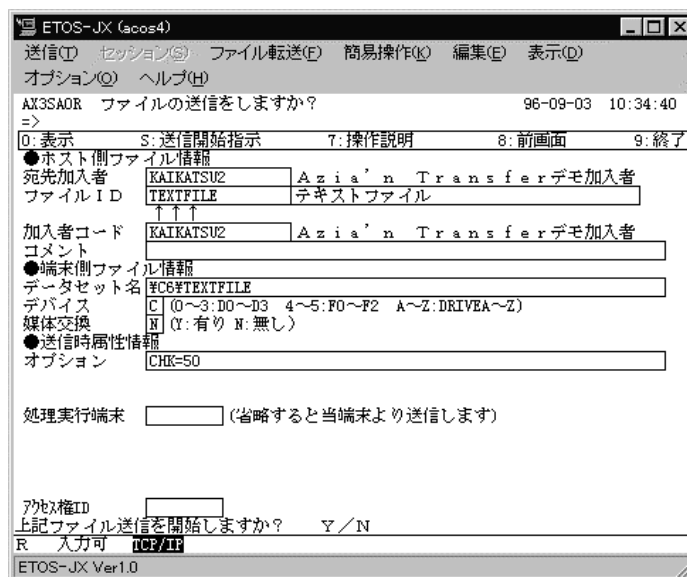 ETOS-JX (acos4)
送信(T) セッション(S) ファイル転送(F) 簡易操作(K) 編集(E) 表示(D)
オプション(O) ヘルプ(H)
AX3SAOR ファイルの送信をしますか? 96-09-03 10:34:40
=>
0:表示 S:送信開始指示 7:操作説明 8:前画面 9:終了
●ホスト側ファイル情報
宛先加入者 KAIKATSU2 Azia'n Transferデモ加入者
ファイルID TEXTFILE テキストファイル
↑↑↑
加入者コード KAIKATSU2 Azia'n Transferデモ加入者
コメント
●端末側ファイル情報
データセット名 ¥C6¥TEXTFILE
デバイス C (0~3:D0~D3 4~5:F0~F2 A~Z:DRIVEA~Z)
媒体交換 N (Y:有り N:無し)
●送信時属性情報
オプション CHK=50
処理実行端末 (省略すると当端末より送信します)
アクセス権ID
上記ファイル送信を開始しますか? Y/N
R 入力可 TCP/IP
ETOS-JX Ver1.0